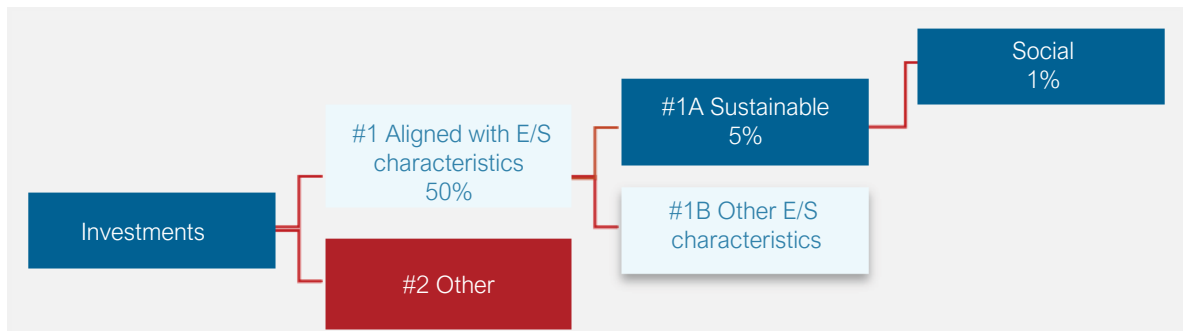 Investments
#1 Aligned with E/S
characteristics
50%
#2 Other
#1A Sustainable
5%
#1B Other E/S
characteristics
Social
1%